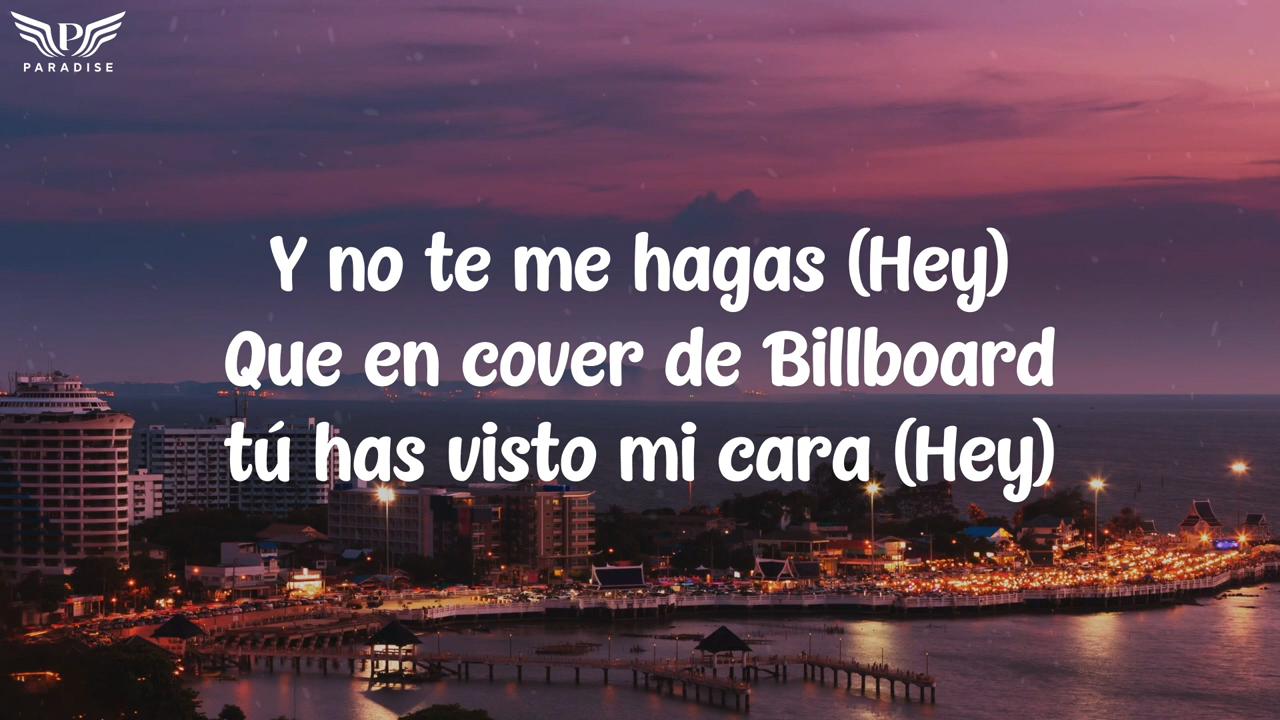 P
PARADISE
Y no te me hagas (Hey)
Que en cover de Billboard
tú has visto mi cara (Hey)